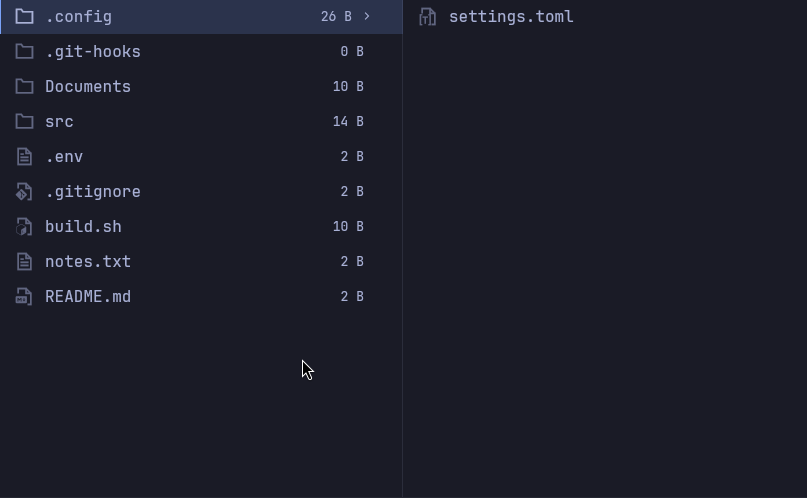 .config 26 B
.git-hooks 0 B
Documents 10 B
src 14 B
.env 2 B
.gitignore 2 B
build.sh 10 B
notes.txt 2 B
README.md 2 B
settings.toml